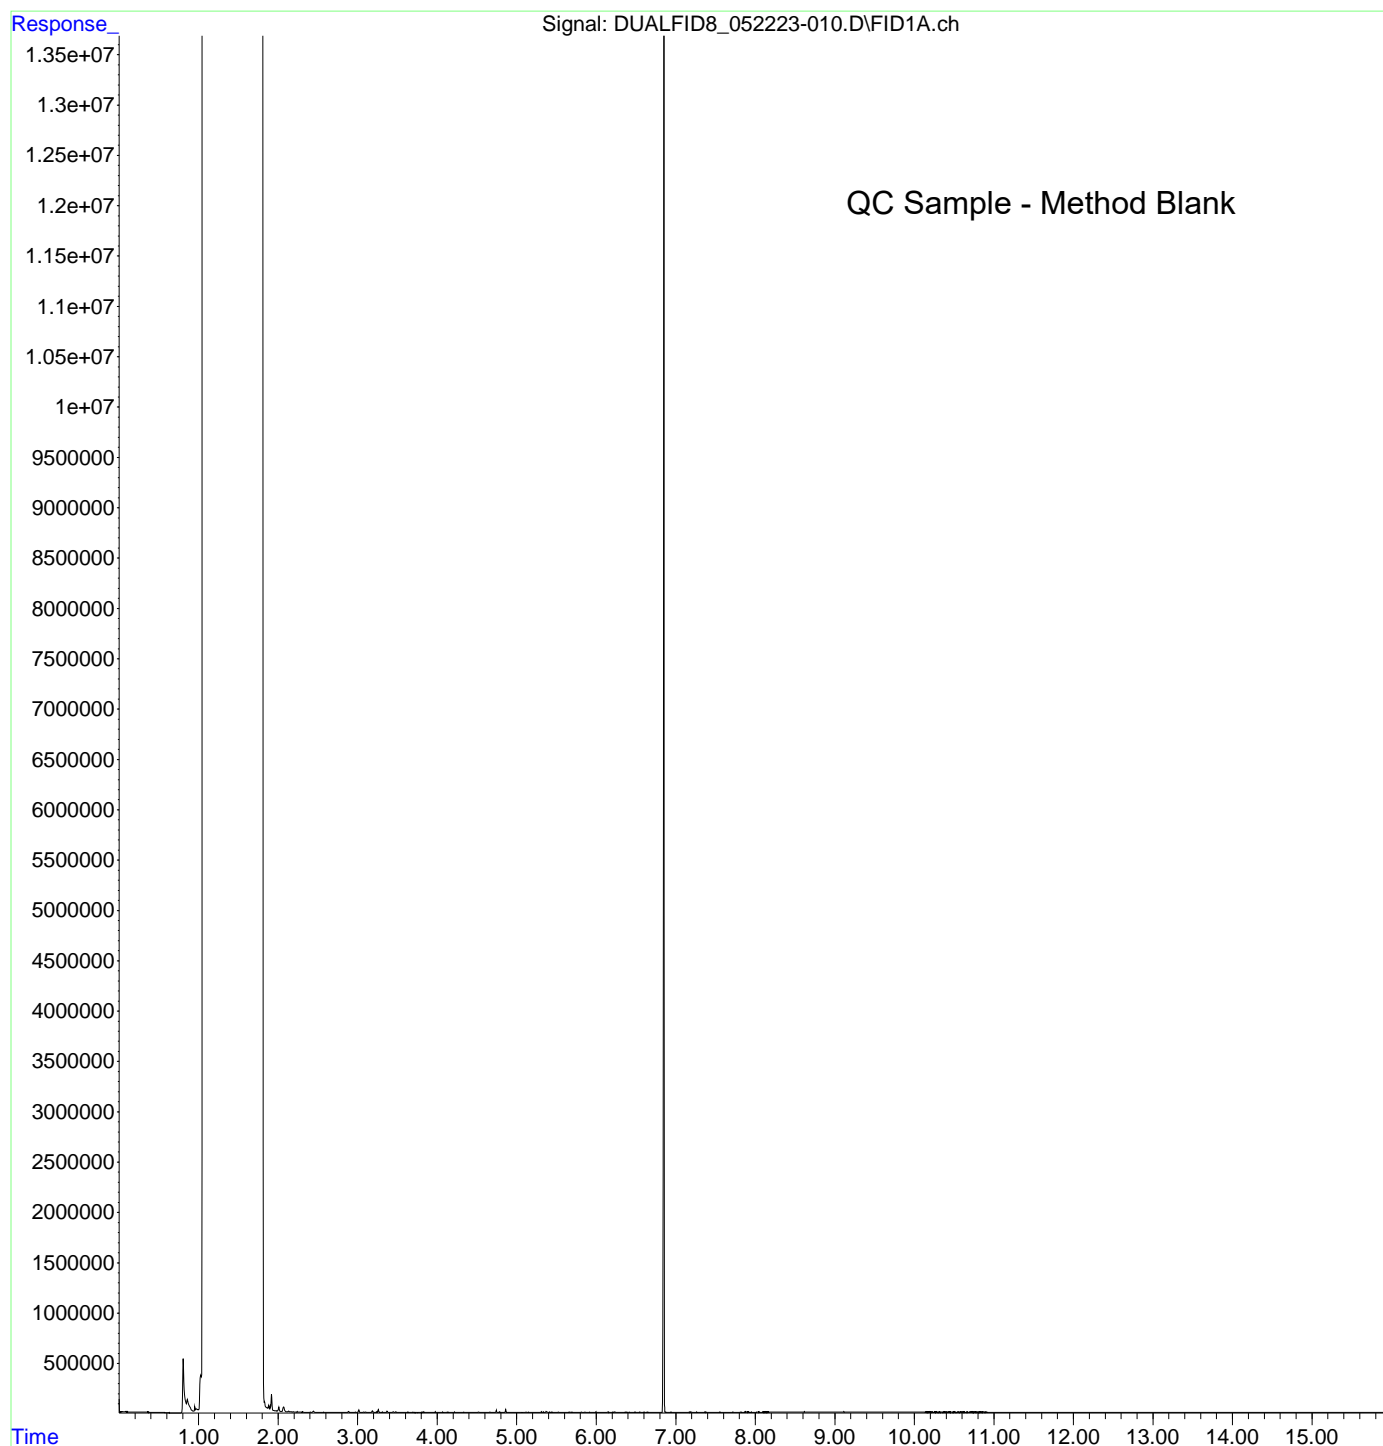 Response_
Signal: DUALFID8_052223-010.D\FID1A.ch
1.35e+07
1.3e+07
1.25e+07
1.2e+07
QC Sample - Method Blank
1.15e+07
1.1e+07
1.05e+07
1e+07
9500000
9000000
8500000
8000000
7500000
7000000
6500000
6000000
5500000
5000000
4500000
4000000
3500000
3000000
2500000
2000000
1500000
1000000
500000
Time
1.00 2.00 3.00 4.00 5.00 6.00 7.00 8.00 9.00 10.00 11.00 12.00 13.00 14.00 15.00